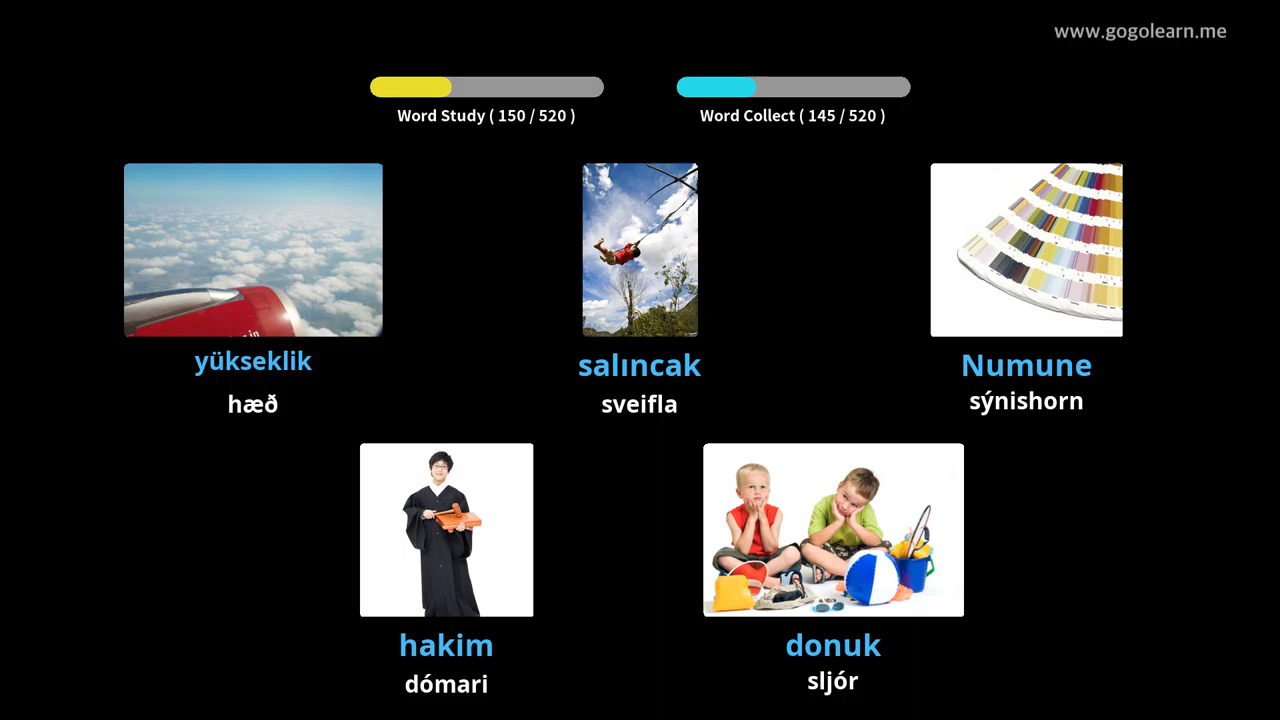 www.gogolearn.me
Word Study ( 150 / 520 )
Word Collect ( 145 / 520 )
yükseklik
hæð
salıncak
sveifla
Numune
sýnishorn
hakim
dómari
donuk
sljór